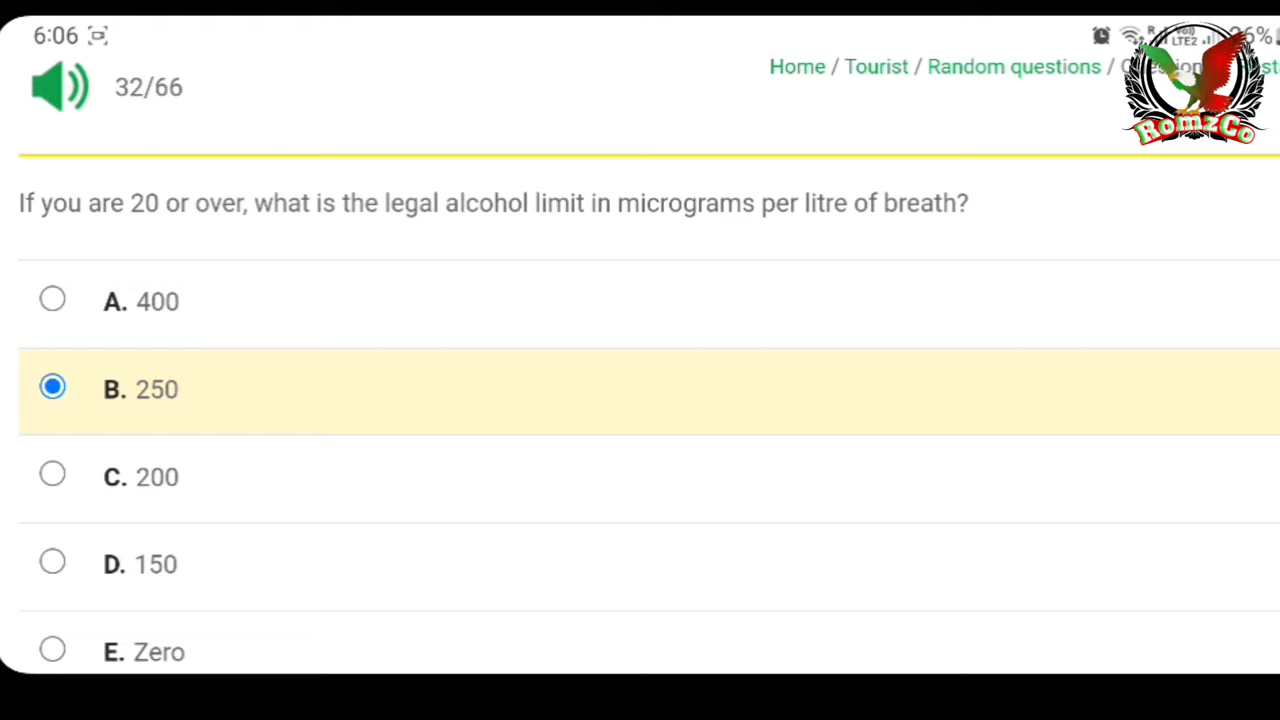 6:06
32/66
Home / Tourist / Random questions /
RomzCo
If you are 20 or over, what is the legal alcohol limit in micrograms per litre of breath?
A. 400
B. 250
C. 200
D. 150
E. Zero